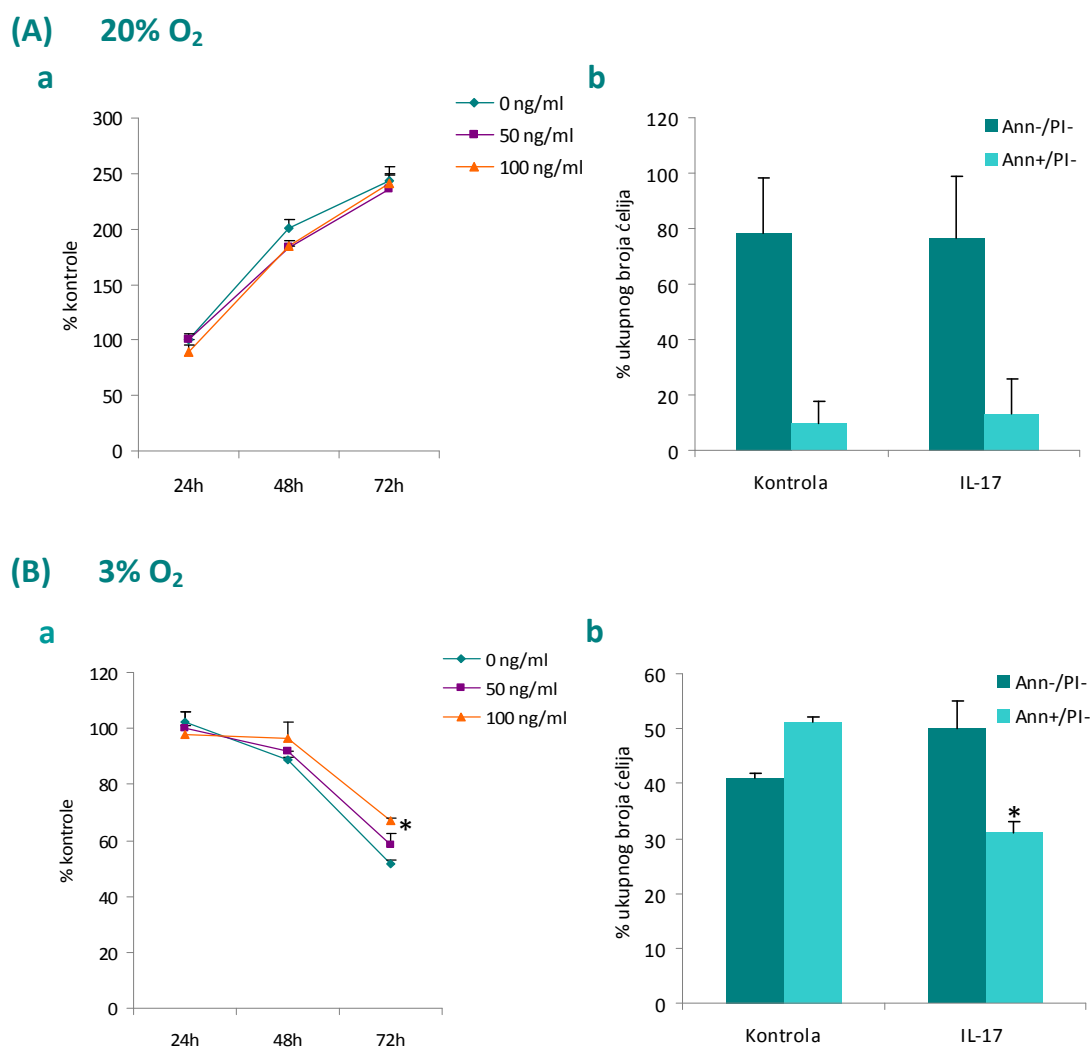 (A) 20% O₂
a
0 ng/ml
50 ng/ml
100 ng/ml
% kontrole
300
250
200
150
100
50
0
24h 48h 72h
b
Ann-/PI-
Ann+/PI-
% ukupnog broja ćelija
120
100
80
60
40
20
0
Kontrola IL-17
(B) 3% O₂
a
0 ng/ml
50 ng/ml
100 ng/ml
% kontrole
120
100
80
60
40
20
0
*
24h 48h 72h
b
Ann-/PI-
Ann+/PI-
% ukupnog broja ćelija
60
50
40
30
20
10
0
*
Kontrola IL-17